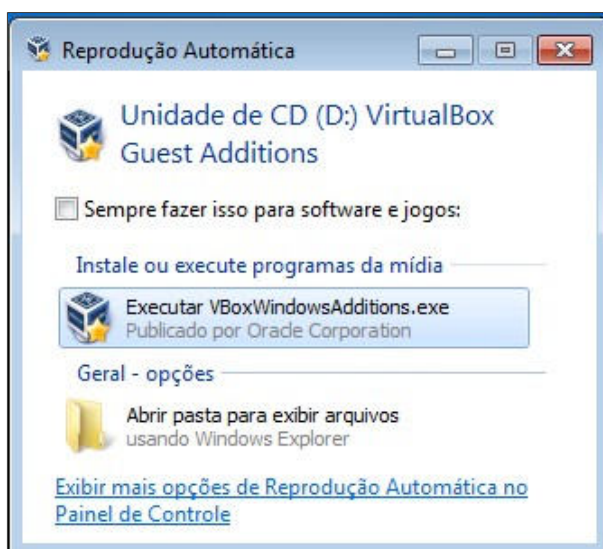 Reprodução Automática
Unidade de CD (D:) VirtualBox
Guest Additions
Sempre fazer isso para software e jogos:
Instale ou execute programas da mídia
Executar VBoxWindowsAdditions.exe
Publicado por Oracle Corporation
Geral - opções
Abrir pasta para exibir arquivos
usando Windows Explorer
Exibir mais opções de Reprodução Automática no
Painel de Controle